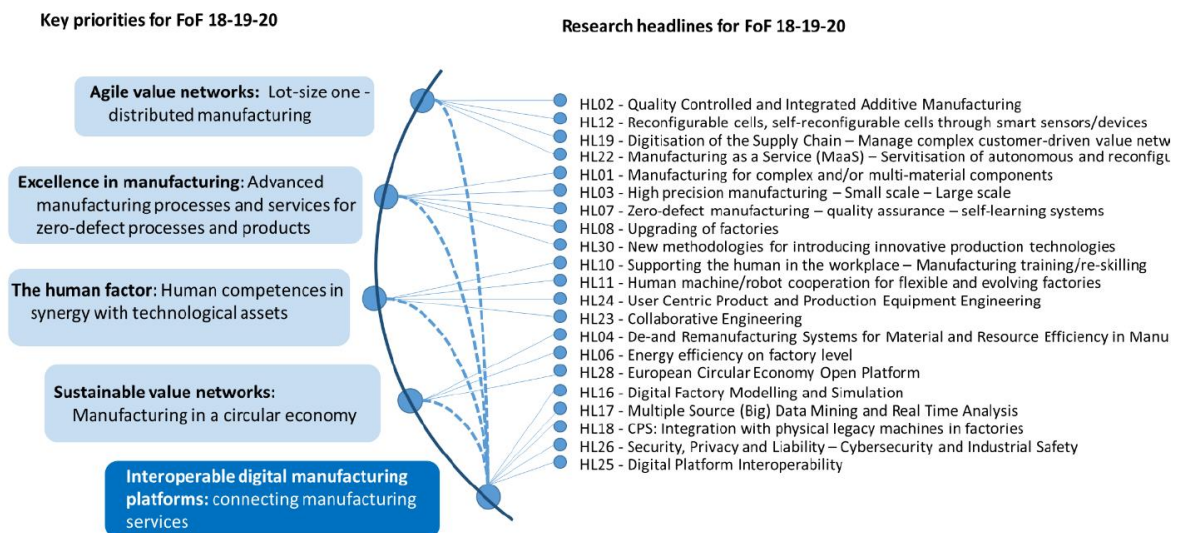 Key priorities for FoF 18-19-20
Research headlines for FoF 18-19-20
Agile value networks: Lot-size one -
distributed manufacturing
Excellence in manufacturing: Advanced
manufacturing processes and services for
zero-defect processes and products
The human factor: Human competences in
synergy with technological assets
Sustainable value networks:
Manufacturing in a circular economy
Interoperable digital manufacturing
platforms: connecting manufacturing
services
HL02 - Quality Controlled and Integrated Additive Manufacturing
HL12 - Reconfigurable cells, self-reconfigurable cells through smart sensors/devices
HL19 - Digitisation of the Supply Chain – Manage complex customer-driven value netw
HL22 - Manufacturing as a Service (MaaS) – Servitisation of autonomous and reconfigu
HL01 - Manufacturing for complex and/or multi-material components
HL03 - High precision manufacturing – Small scale – Large scale
HL07 - Zero-defect manufacturing – quality assurance – self-learning systems
HL08 - Upgrading of factories
HL30 - New methodologies for introducing innovative production technologies
HL10 - Supporting the human in the workplace – Manufacturing training/re-skilling
HL11 - Human machine/robot cooperation for flexible and evolving factories
HL24 - User Centric Product and Production Equipment Engineering
HL23 - Collaborative Engineering
HL04 - De-and Remanufacturing Systems for Material and Resource Efficiency in Manu
HL06 - Energy efficiency on factory level
HL28 - European Circular Economy Open Platform
HL16 - Digital Factory Modelling and Simulation
HL17 - Multiple Source (Big) Data Mining and Real Time Analysis
HL18 - CPS: Integration with physical legacy machines in factories
HL26 - Security, Privacy and Liability – Cybersecurity and Industrial Safety
HL25 - Digital Platform Interoperability